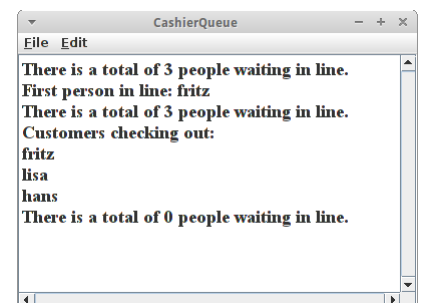 CashierQueue
File Edit
There is a total of 3 people waiting in line.
First person in line: fritz
There is a total of 3 people waiting in line.
Customers checking out:
fritz
lisa
hans
There is a total of 0 people waiting in line.